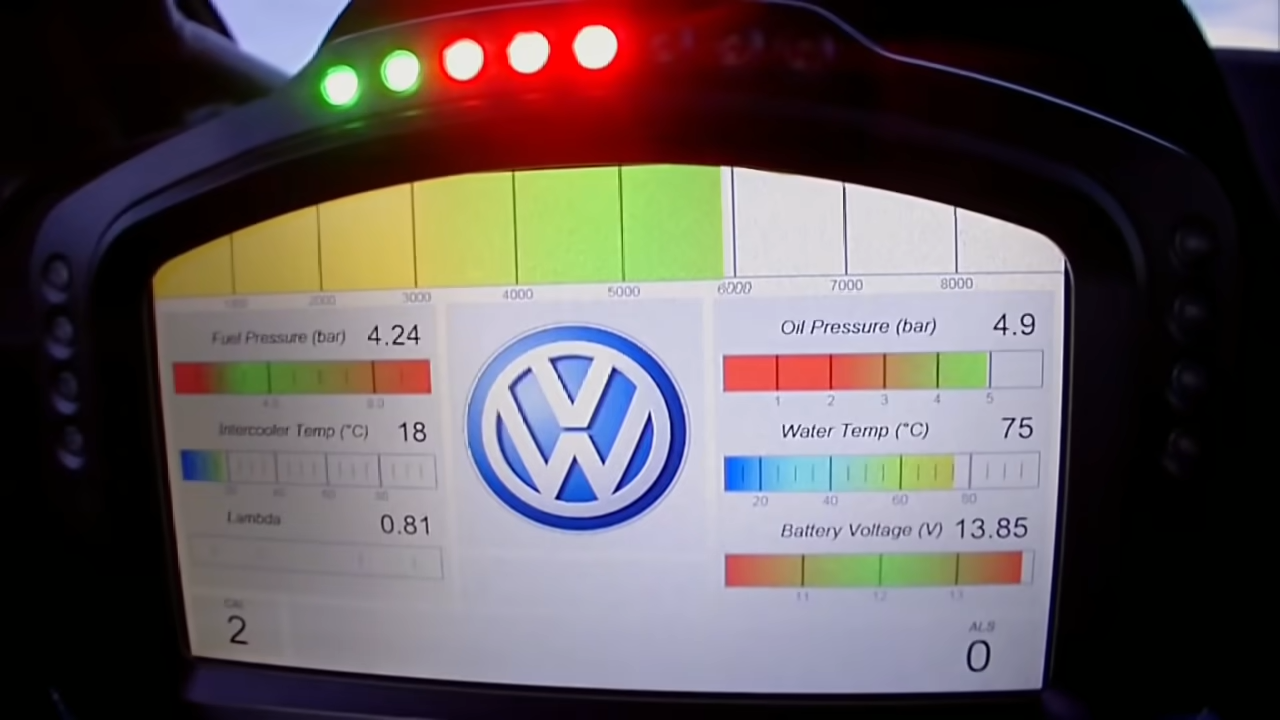 1000 2000 3000 4000 5000 6000 7000 8000
Fuel Pressure (bar) 4.24
Oil Pressure (bar) 4.9
1 2 3 4 5
Intercooler Temp (°C) 18
Water Temp (°C) 75
20 40 60 80
Lambda 0.81
Battery Voltage (V) 13.85
11 12 13
2
ALS
0